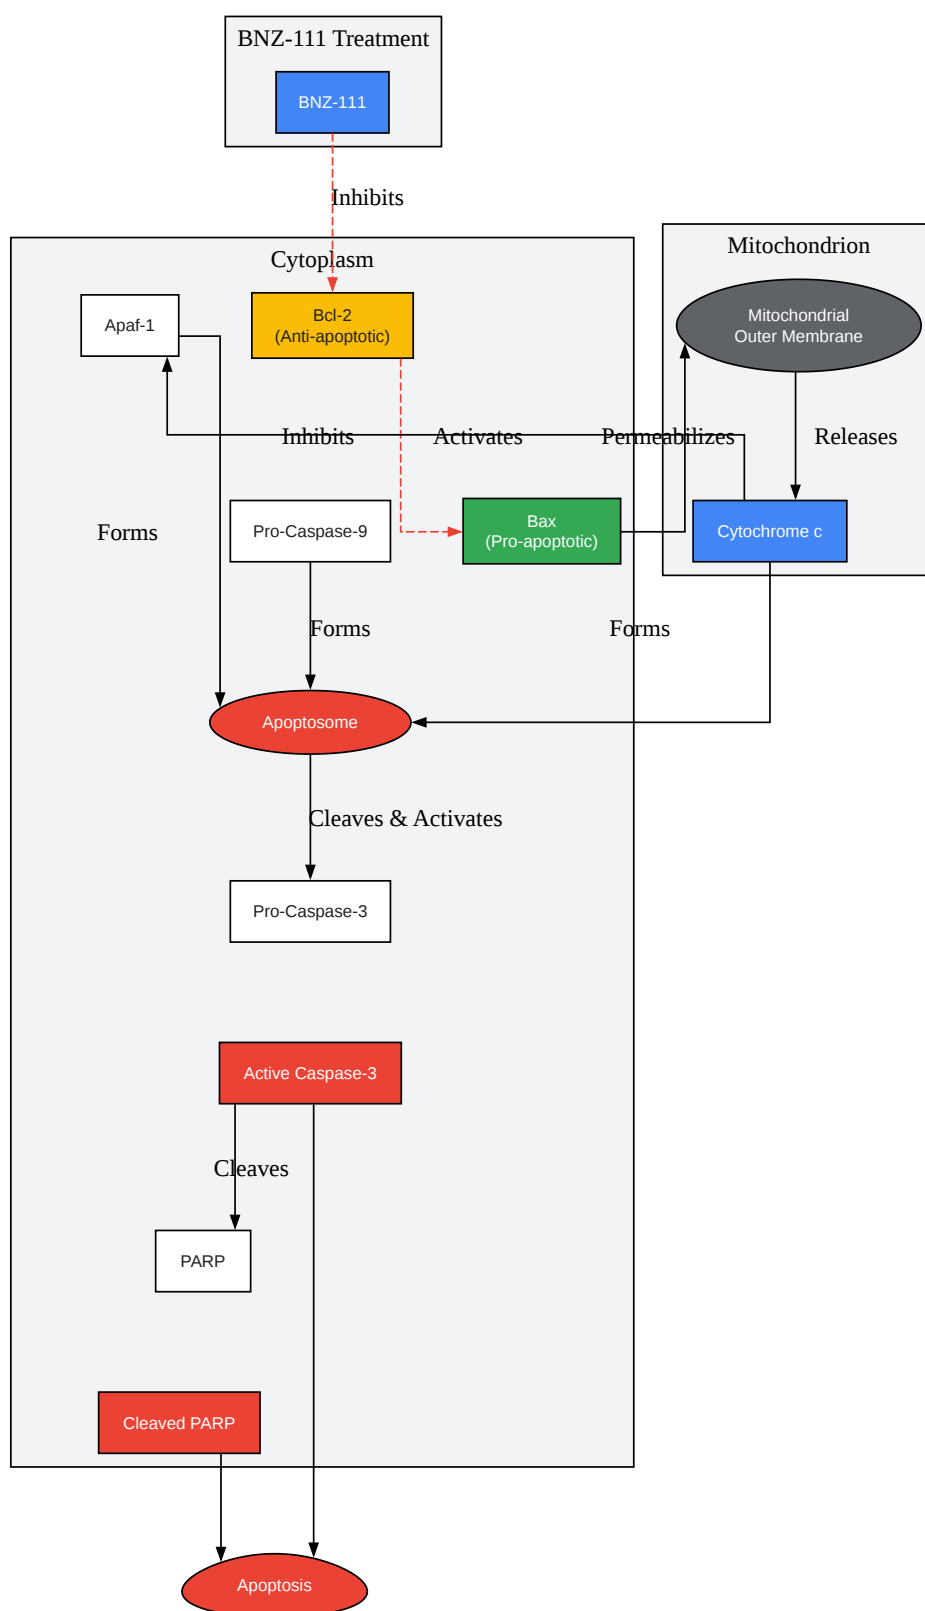 BNZ-111 Treatment
BNZ-111
Inhibits
Cytoplasm
Mitochondrion
Apaf-1
Bcl-2
(Anti-apoptotic)
Mitochondrial
Outer Membrane
Inhibits
Activates
Permeabilizes
Releases
Forms
Pro-Caspase-9
Bax
(Pro-apoptotic)
Cytochrome c
Forms
Forms
Apoptosome
Cleaves & Activates
Pro-Caspase-3
Active Caspase-3
Cleaves
PARP
Cleaved PARP
Apoptosis